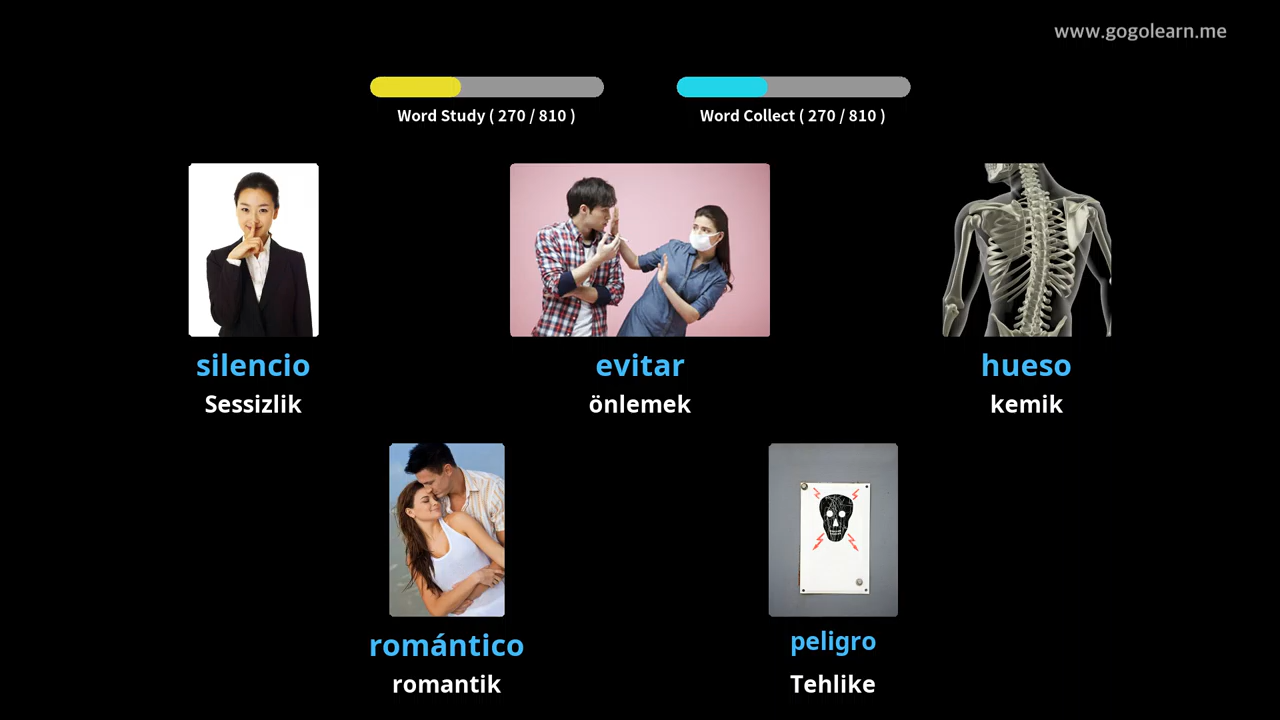 www.gogolearn.me
Word Study ( 270 / 810 )
Word Collect ( 270 / 810 )
silencio
Sessizlik
evitar
önlemek
hueso
kemik
romántico
romantik
peligro
Tehlike